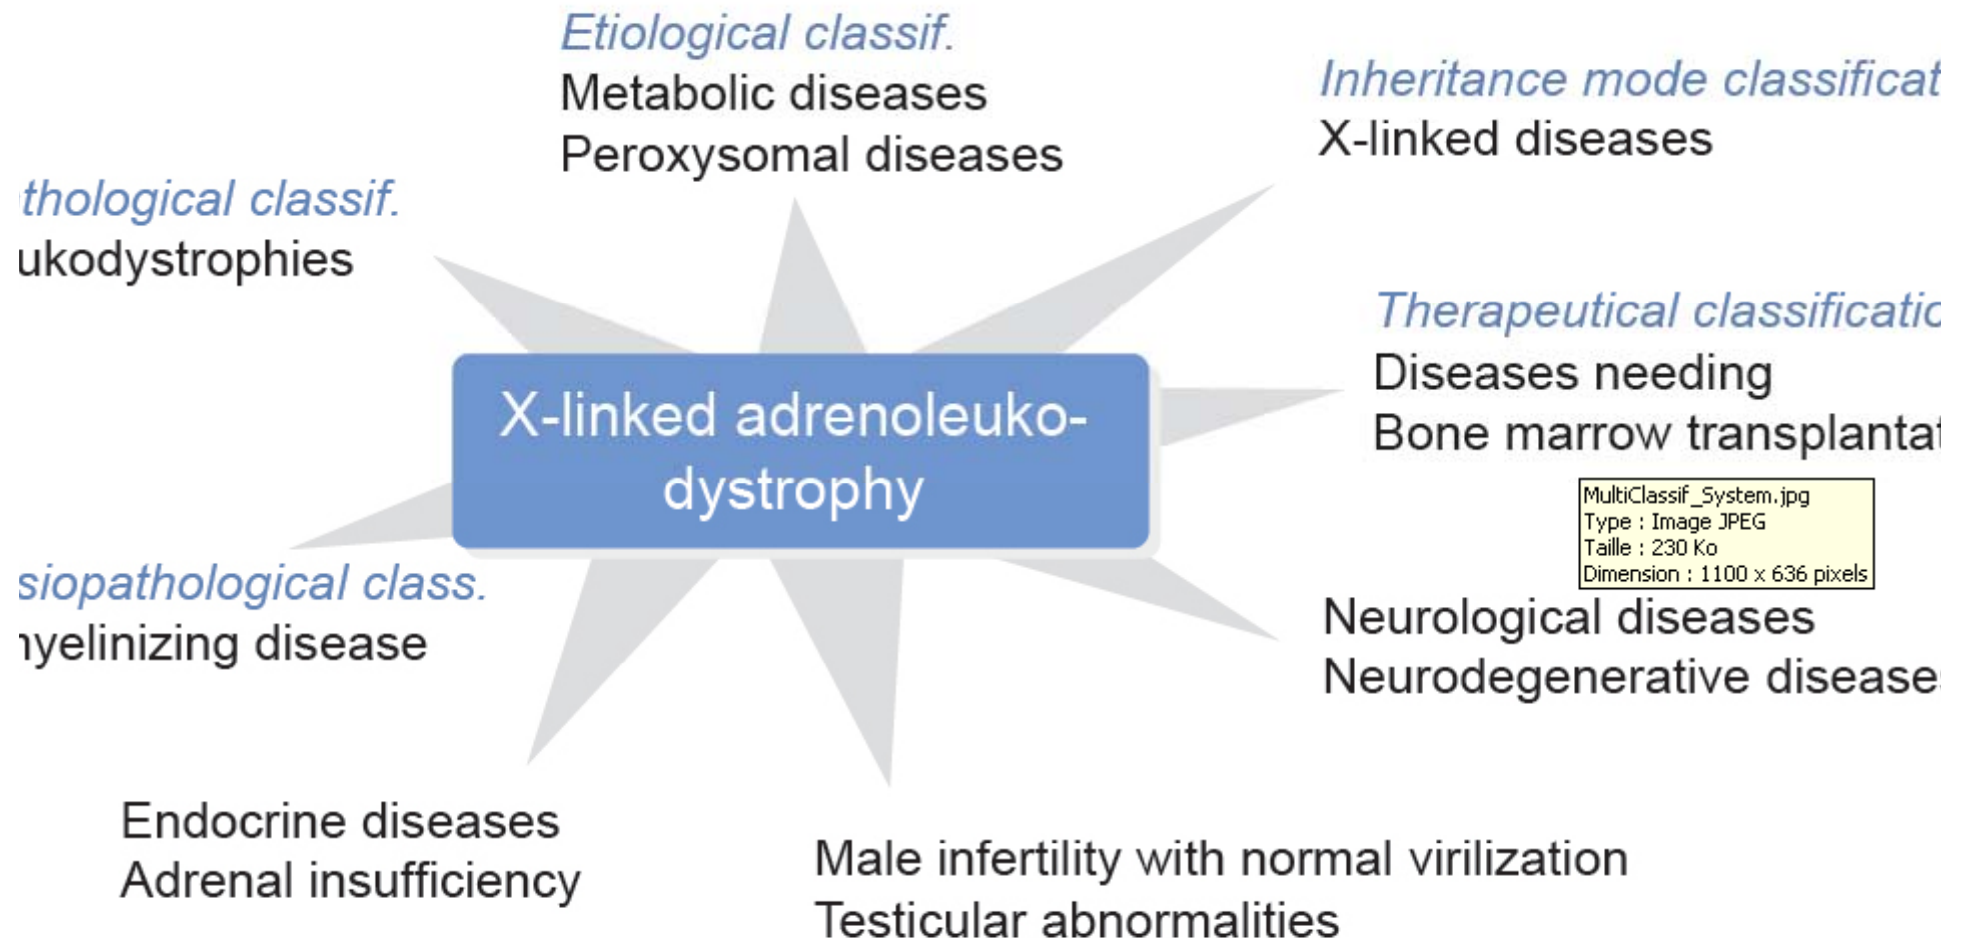 Etiological classif.
Metabolic diseases
Peroxysomal diseases
Inheritance mode classificat
X-linked diseases
thological classif.
ukodystrophies
Therapeutical classificatio
Diseases needing
Bone marrow transplantat
X-linked adrenoleuko-
dystrophy
MultiClassif_System.jpg
Type : Image JPEG
Taille : 230 Ko
Dimension : 1100 x 636 pixels
siopathological class.
nyelinizing disease
Neurological diseases
Neurodegenerative disease
Endocrine diseases
Adrenal insufficiency
Male infertility with normal virilization
Testicular abnormalities